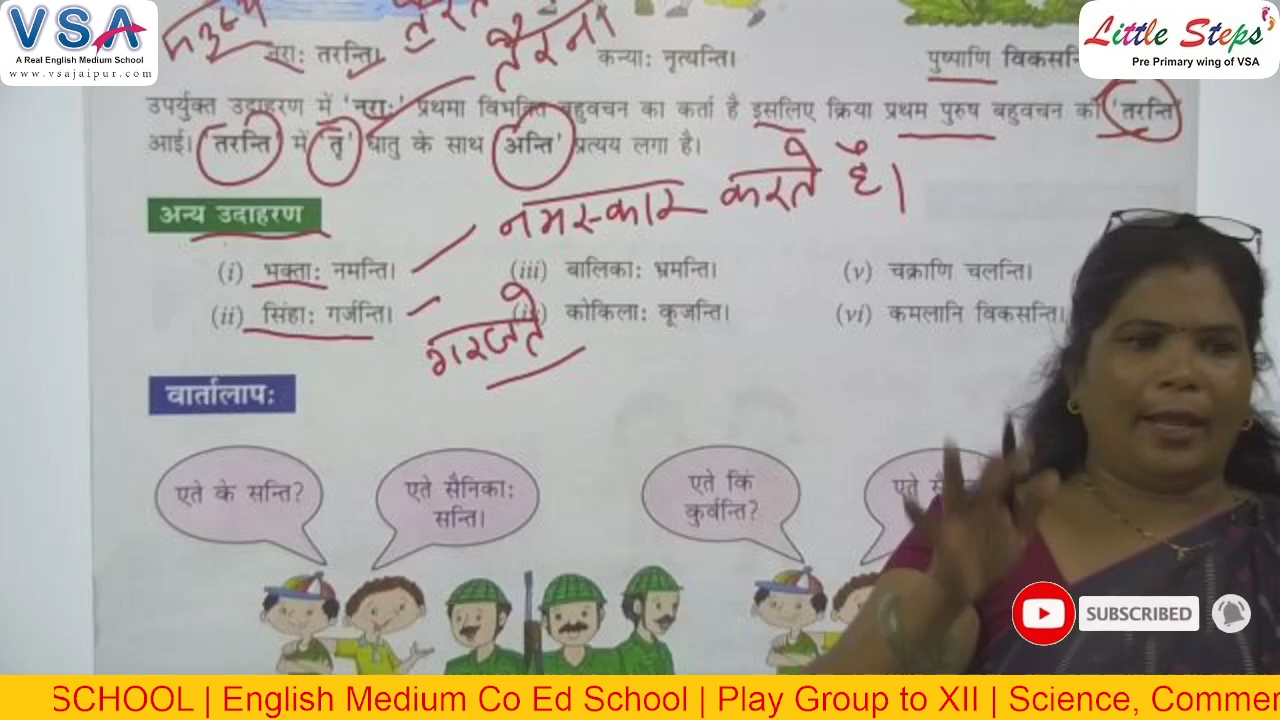 VSA
A Real English Medium School
www.vsajaipur.com
Little Steps
Pre Primary wing of VSA
तैरना
नराः तरन्ति।
कन्याः नृत्यन्ति।
पुष्पाणि
उपर्युक्त उदाहरण में 'नराः' प्रथमा विभक्ति बहुवचन का कर्ता है इसलिए क्रिया प्रथम पुरुष बहुवचन की 'तरन्ति'
आई। 'तरन्ति' में 'तृ' धातु के साथ 'अन्ति' प्रत्यय लगा है।
नमस्कार करते है।
अन्य उदाहरण
(i) भक्ताः नमन्ति। (iii) बालिकाः भ्रमन्ति। (v) चक्राणि चलन्ति।
(ii) सिंहाः गर्जन्ति। (iv) कोकिलाः कूजन्ति। (vi) कमलानि विकसन्ति।
गरजते
वार्तालापः
एते के सन्ति?
एते सैनिकाः
सन्ति।
एते किं
कुर्वन्ति?
एते
SUBSCRIBED
SCHOOL | English Medium Co Ed School | Play Group to XII | Science,